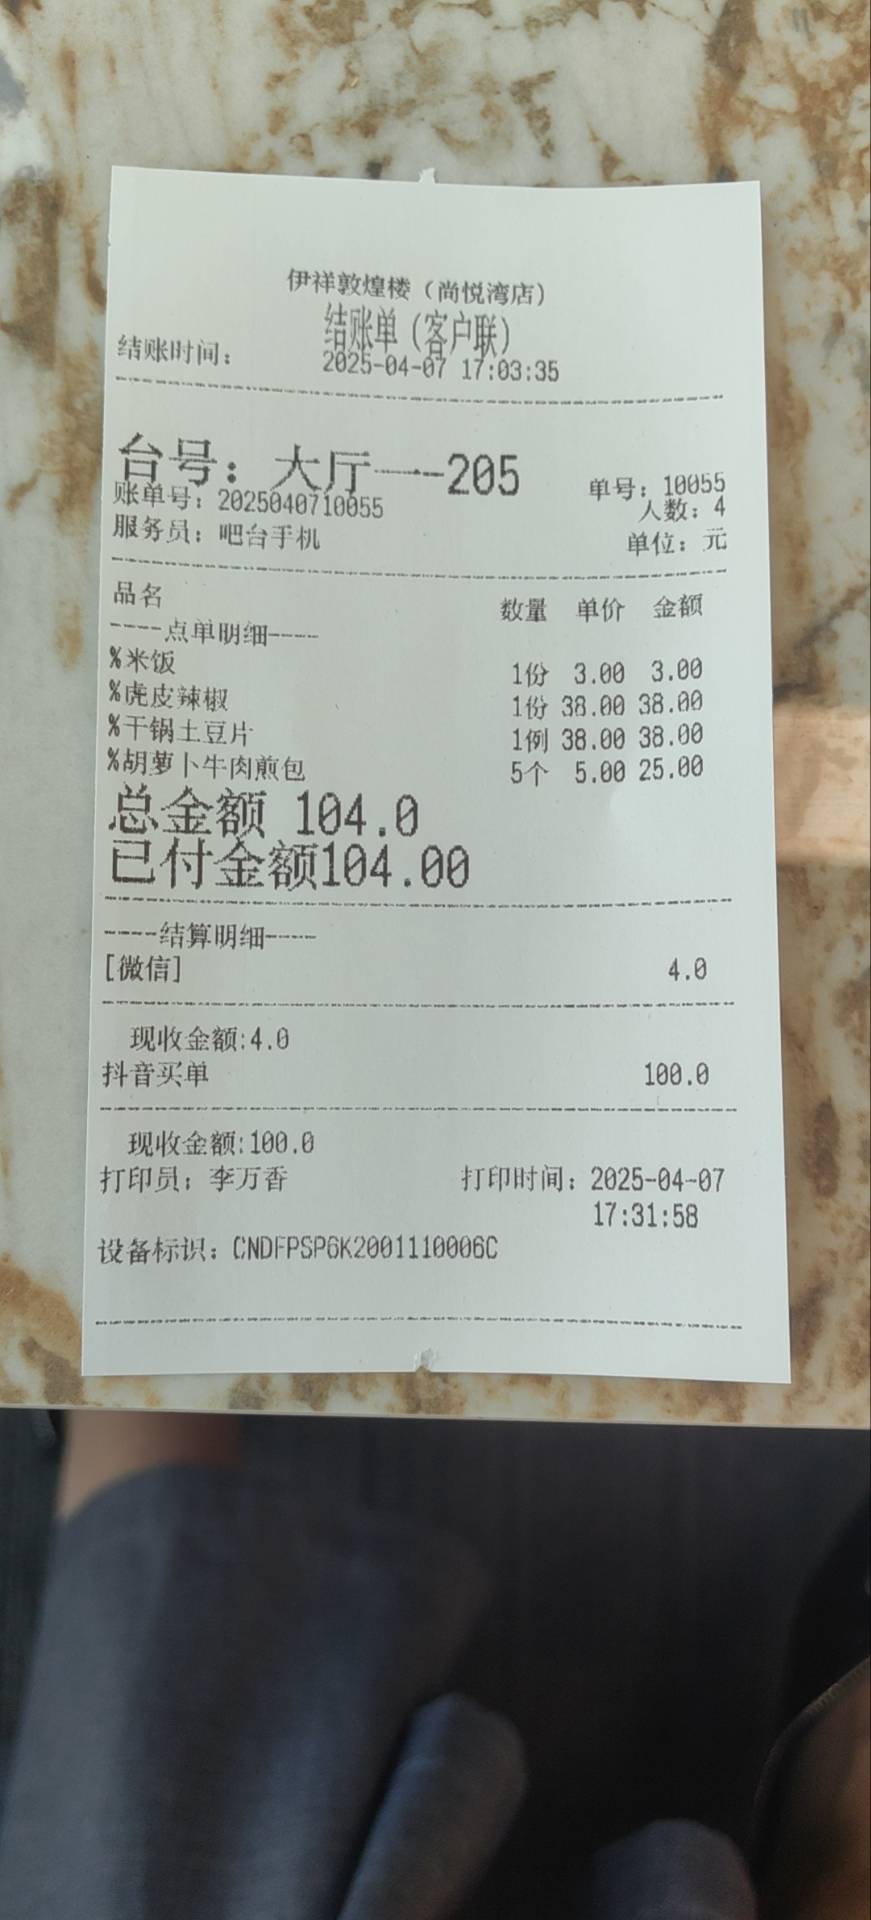 伊祥敦煌楼（尚悦湾店）
结账单（客户联）
结账时间： 2025-04-07 17:03:35
台号：大厅一-205
单号：10055
账单号：2025040710055
人数：4
服务员：吧台手机
单位：元
品名 数量 单价 金额
----点单明细----
%米饭 1份 3.00 3.00
%虎皮辣椒 1份 38.00 38.00
%干锅土豆片 1例 38.00 38.00
%胡萝卜牛肉煎包 5个 5.00 25.00
总金额 104.0
已付金额104.00
----结算明细----
[微信] 4.0
现收金额:4.0
抖音买单 100.0
现收金额:100.0
打印员：李万香 打印时间：2025-04-07
17:31:58
设备标识：CNDFPSP6K2001110006C